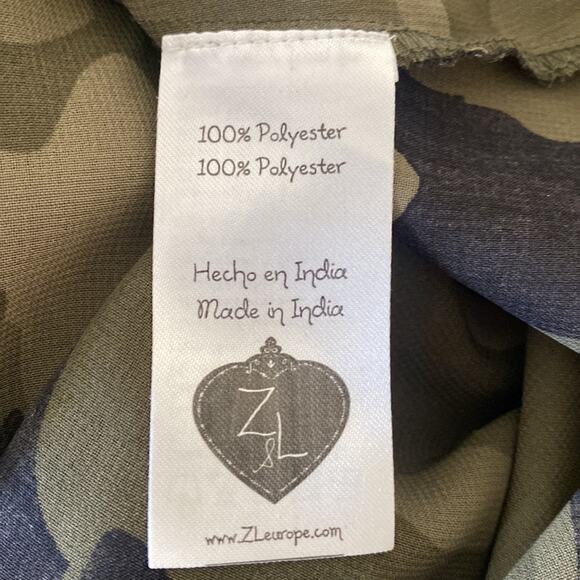 100% Polyester
100% Polyester
Hecho en India
Made in India
Z&L
www.ZLeurope.com